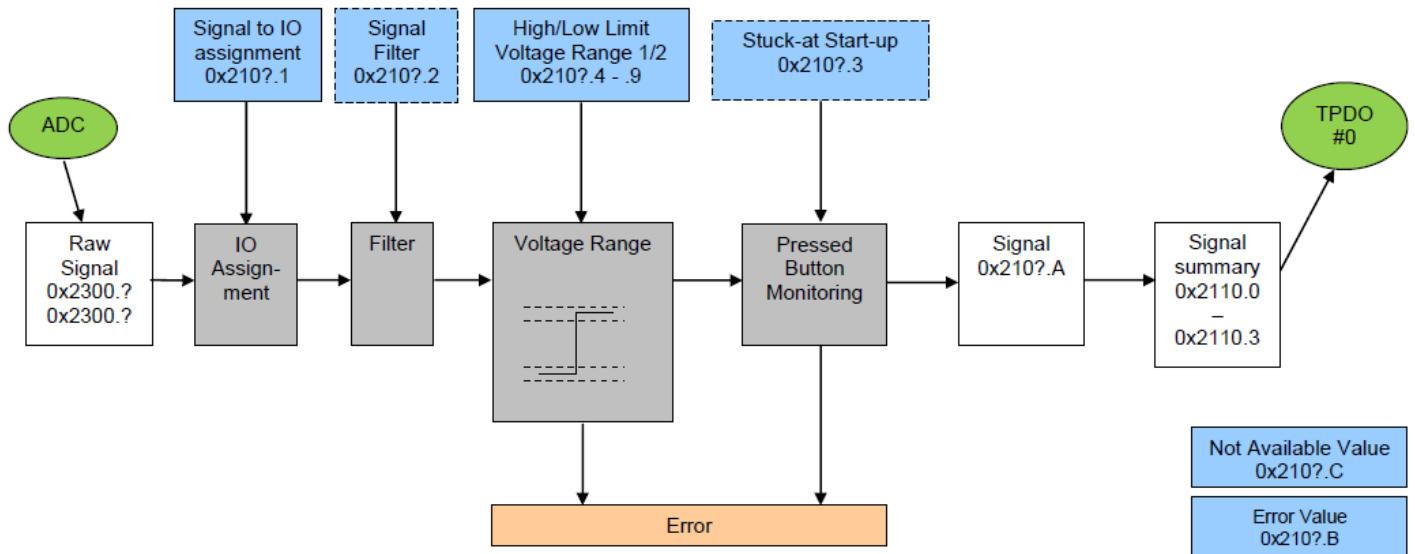 Signal to IO
assignment
0x210?.1
Signal
Filter
0x210?.2
High/Low Limit
Voltage Range 1/2
0x210?.4 - .9
Stuck-at Start-up
0x210?.3
ADC
TPDO
#0
Raw
Signal
0x2300.?
0x2300.?
IO
Assign-
ment
Filter
Voltage Range
Pressed
Button
Monitoring
Signal
0x210?.A
Signal
summary
0x2110.0
–
0x2110.3
Not Available Value
0x210?.C
Error
Error Value
0x210?.B